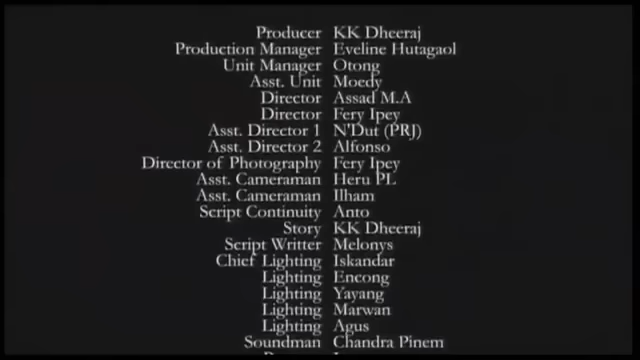 Producer KK Dheeraj
Production Manager Eveline Hutagaol
Unit Manager Otong
Asst. Unit Moedy
Director Assad M.A
Director Fery Ipey
Asst. Director 1 N'Dut (PRJ)
Asst. Director 2 Alfonso
Director of Photography Fery Ipey
Asst. Cameraman Heru PL
Asst. Cameraman Ilham
Script Continuity Anto
Story KK Dheeraj
Script Writter Melonys
Chief Lighting Iskandar
Lighting Encong
Lighting Yayang
Lighting Marwan
Lighting Agus
Soundman Chandra Pinem